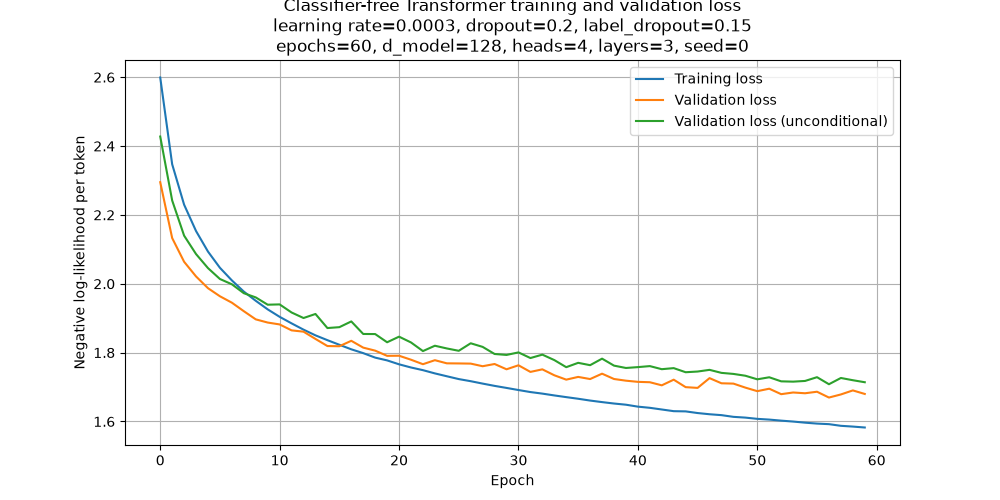 Classifier-free Transformer training and validation loss
learning rate=0.0003, dropout=0.2, label_dropout=0.15
epochs=60, d_model=128, heads=4, layers=3, seed=0
Training loss
Validation loss
Validation loss (unconditional)
Negative log-likelihood per token
2.6
2.4
2.2
2.0
1.8
1.6
0 10 20 30 40 50 60
Epoch